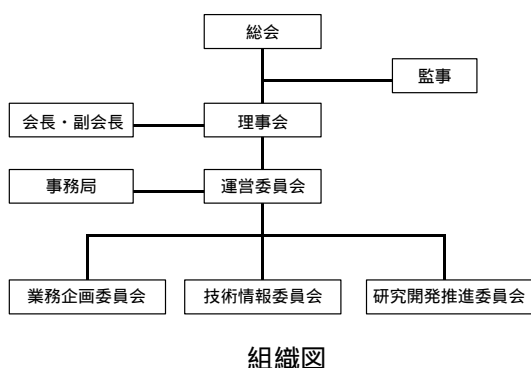 総会
監事
会長・副会長
理事会
事務局
運営委員会
業務企画委員会
技術情報委員会
研究開発推進委員会
組織図